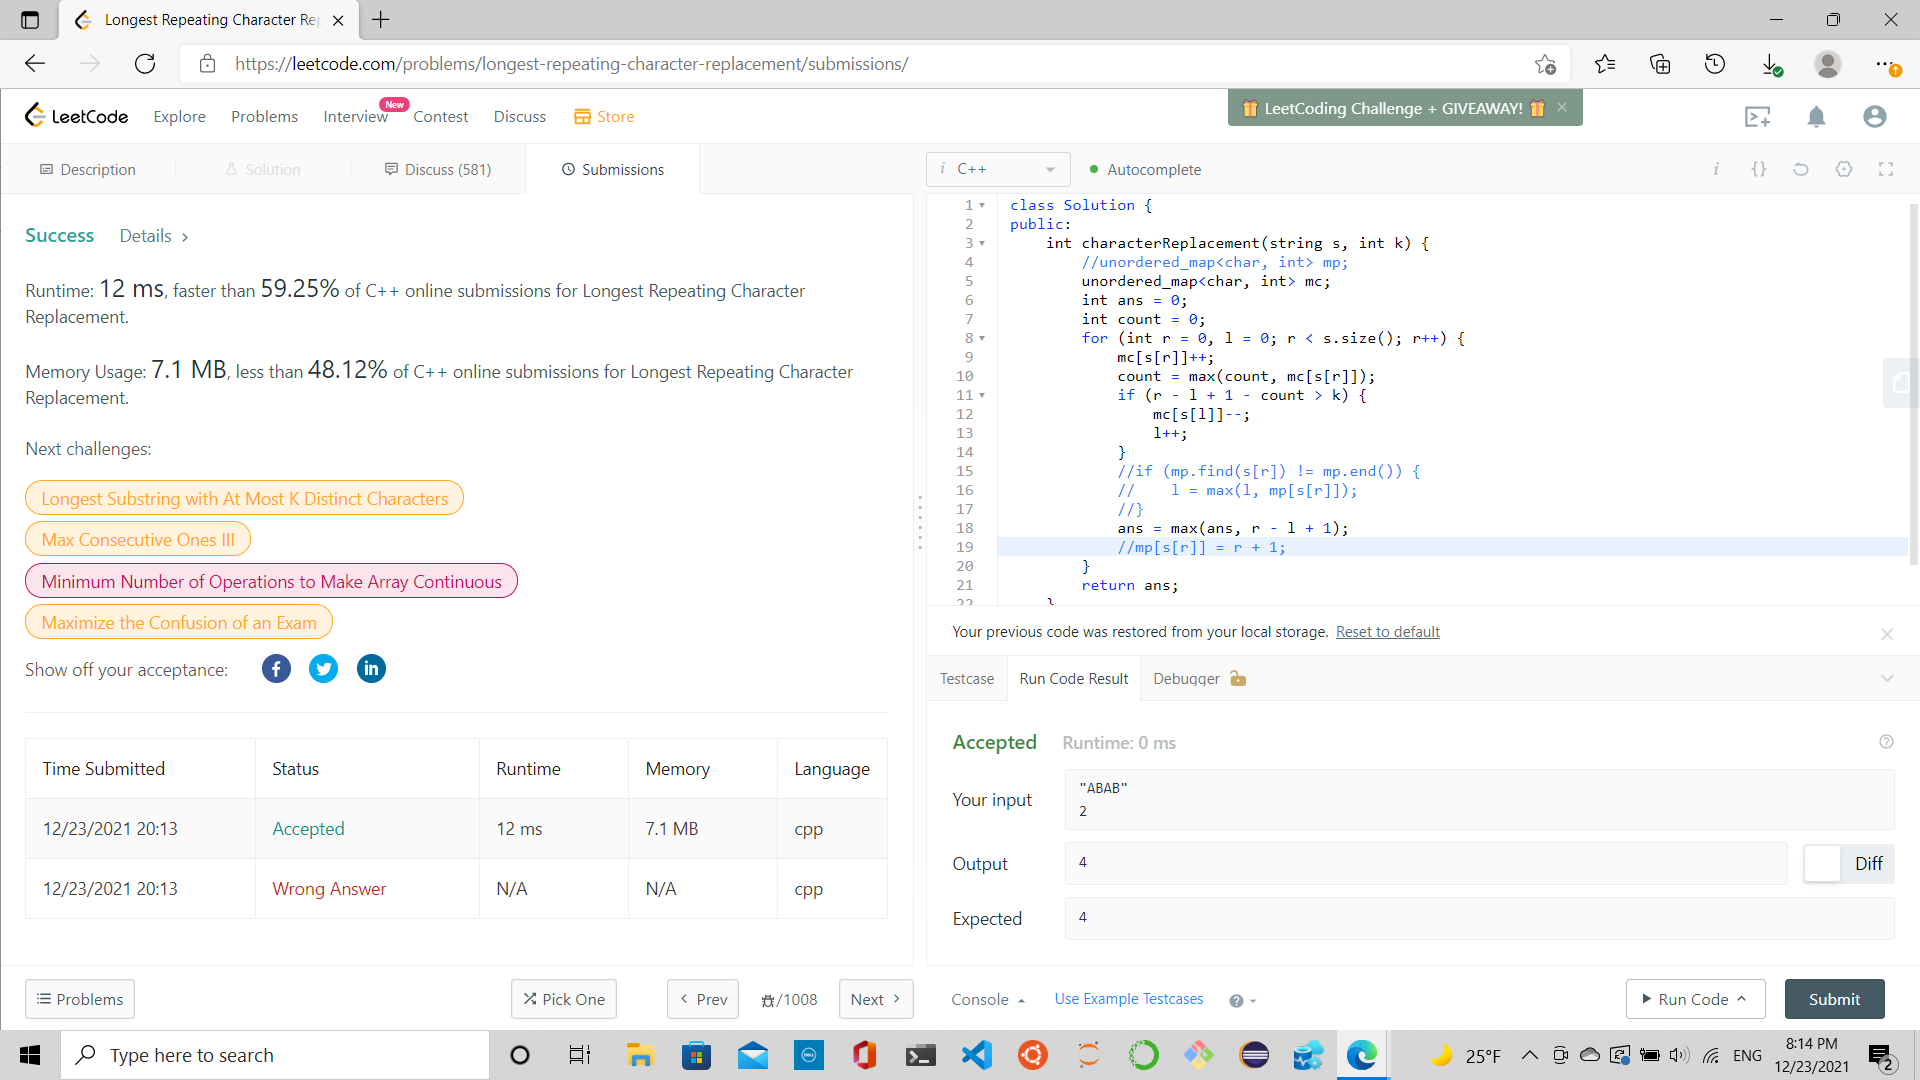 Longest Repeating Character Re
https://leetcode.com/problems/longest-repeating-character-replacement/submissions/
LeetCode
Explore
Problems
Interview
New
Contest
Discuss
Store
LeetCoding Challenge + GIVEAWAY!
Description
Solution
Discuss (581)
Submissions
Success
Details
Runtime: 12 ms, faster than 59.25% of C++ online submissions for Longest Repeating Character
Replacement.
Memory Usage: 7.1 MB, less than 48.12% of C++ online submissions for Longest Repeating Character
Replacement.
Next challenges:
Longest Substring with At Most K Distinct Characters
Max Consecutive Ones III
Minimum Number of Operations to Make Array Continuous
Maximize the Confusion of an Exam
Show off your acceptance:
Time Submitted Status Runtime Memory Language
12/23/2021 20:13 Accepted 12 ms 7.1 MB cpp
12/23/2021 20:13 Wrong Answer N/A N/A cpp
Problems
Pick One
Prev
/1008
Next
i C++
Autocomplete
1 class Solution {
2 public:
3 int characterReplacement(string s, int k) {
4 //unordered_map<char, int> mp;
5 unordered_map<char, int> mc;
6 int ans = 0;
7 int count = 0;
8 for (int r = 0, l = 0; r < s.size(); r++) {
9 mc[s[r]]++;
10 count = max(count, mc[s[r]]);
11 if (r - l + 1 - count > k) {
12 mc[s[l]]--;
13 l++;
14 }
15 //if (mp.find(s[r]) != mp.end()) {
16 // l = max(l, mp[s[r]]);
17 //}
18 ans = max(ans, r - l + 1);
19 //mp[s[r]] = r + 1;
20 }
21 return ans;
22 }
Your previous code was restored from your local storage. Reset to default
Testcase
Run Code Result
Debugger
Accepted
Runtime: 0 ms
Your input
"ABAB"
2
Output
4
Diff
Expected
4
Console
Use Example Testcases
Run Code
Submit
Type here to search
DELL
25°F
ENG
8:14 PM
12/23/2021
2